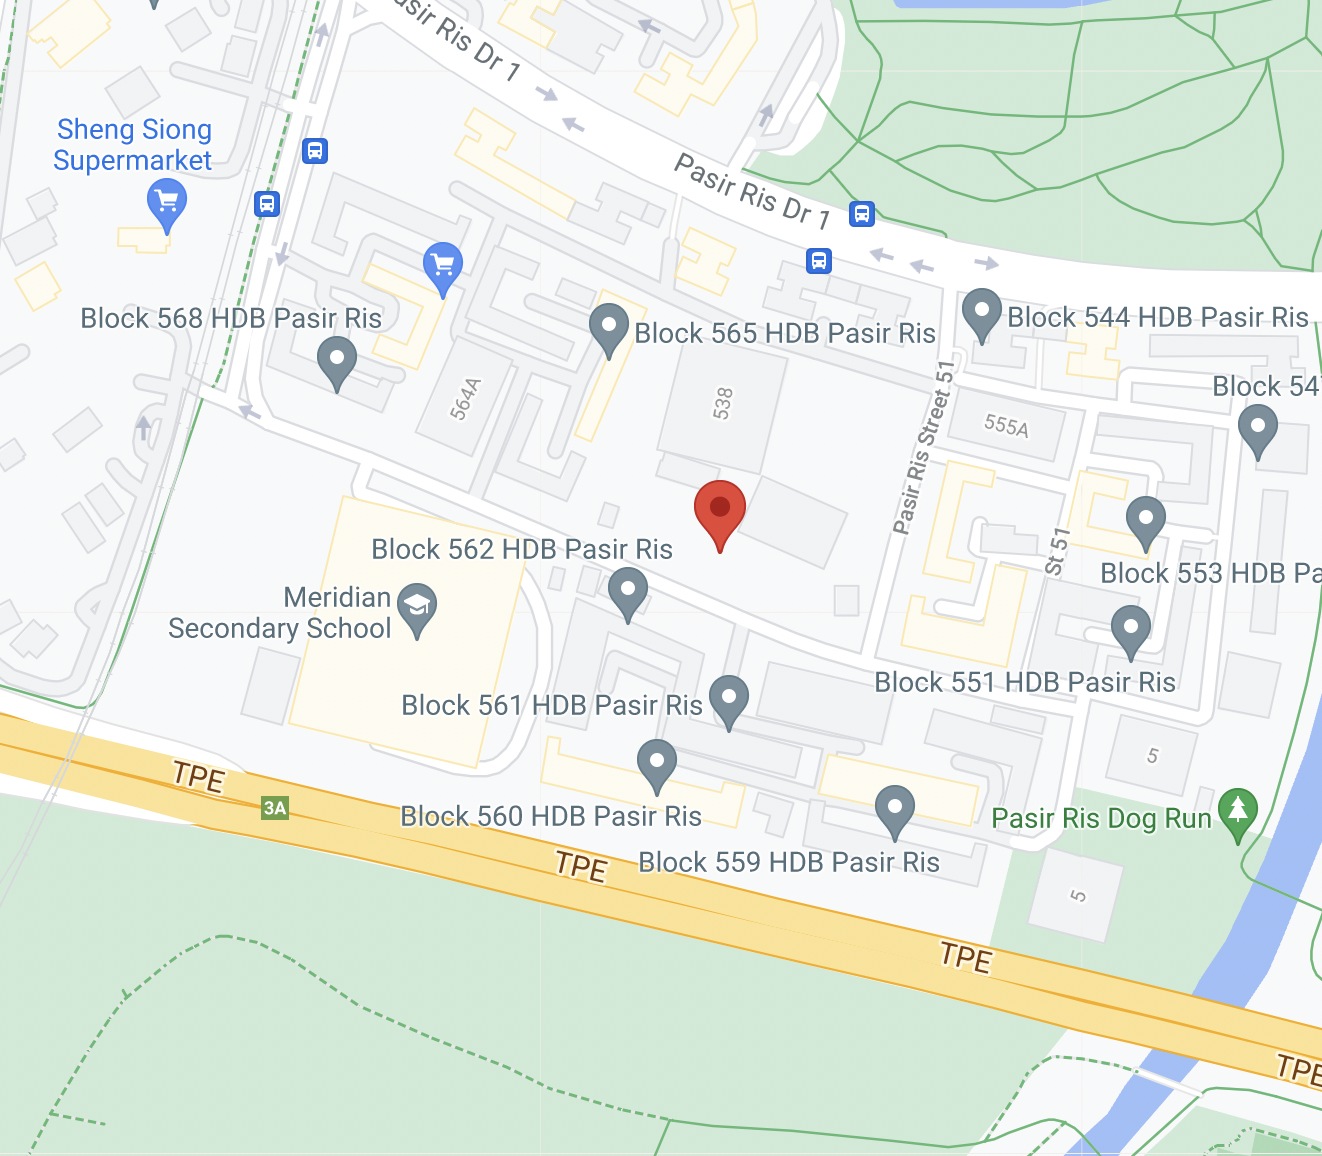 Pasir Ris Dr 1
Sheng Siong
Supermarket
Pasir Ris Dr 1
Block 568 HDB Pasir Ris
Block 565 HDB Pasir Ris
Block 544 HDB Pasir Ris
Block 547
564A
538
555A
Pasir Ris Street 51
St 51
Block 562 HDB Pasir Ris
Block 553 HDB Pa
Meridian
Secondary School
Block 551 HDB Pasir Ris
Block 561 HDB Pasir Ris
5
TPE
3A
Block 560 HDB Pasir Ris
Pasir Ris Dog Run
TPE
Block 559 HDB Pasir Ris
5
TPE
TPE